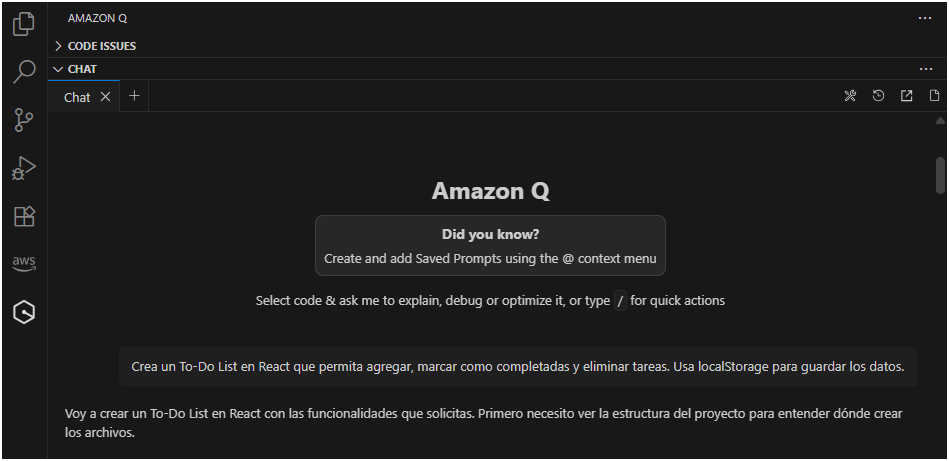 AMAZON Q
CODE ISSUES
CHAT
Chat
Amazon Q
Did you know?
Create and add Saved Prompts using the @ context menu
Select code & ask me to explain, debug or optimize it, or type / for quick actions
aws
Crea un To-Do List en React que permita agregar, marcar como completadas y eliminar tareas. Usa localStorage para guardar los datos.
Voy a crear un To-Do List en React con las funcionalidades que solicitas. Primero necesito ver la estructura del proyecto para entender dónde crear
los archivos.